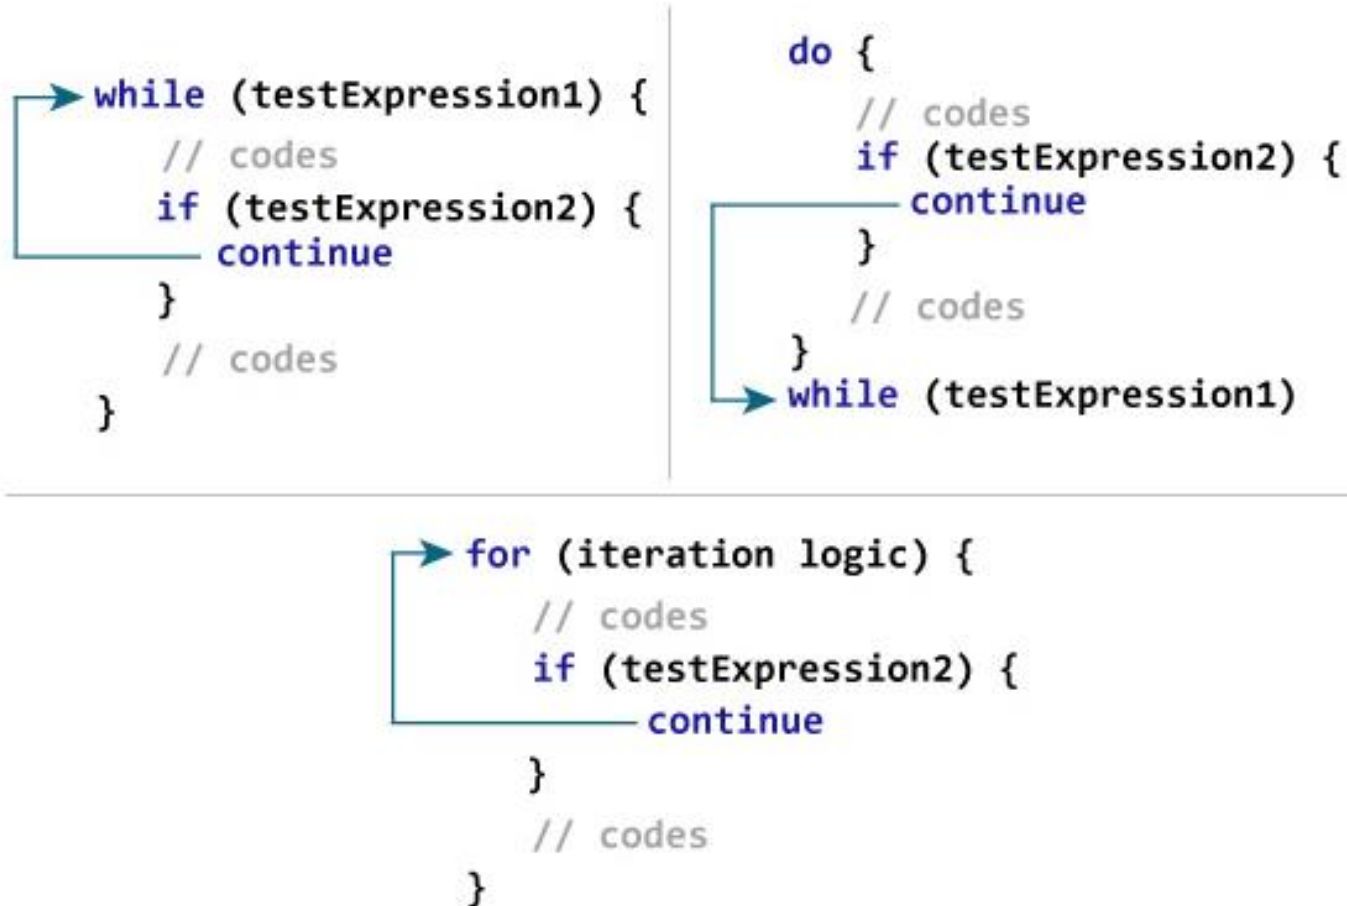 while (testExpression1) {
// codes
if (testExpression2) {
continue
}
// codes
}
do {
// codes
if (testExpression2) {
continue
}
// codes
}
while (testExpression1)
for (iteration logic) {
// codes
if (testExpression2) {
continue
}
// codes
}